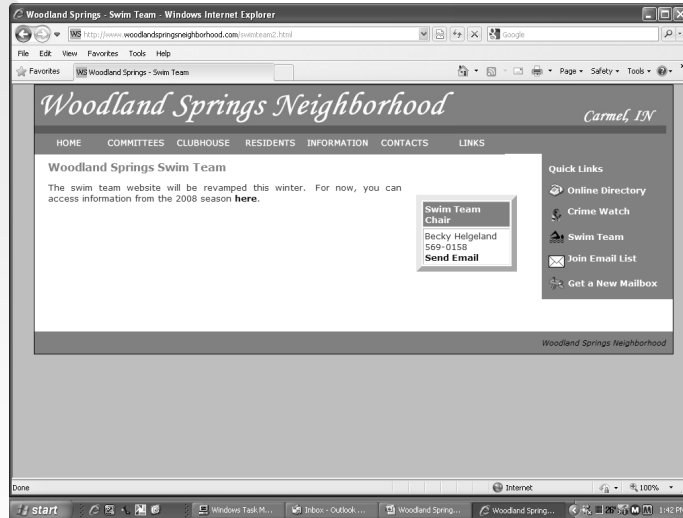 Woodland Springs - Swim Team - Windows Internet Explorer
WS http://www.woodlandspringsneighborhood.com/swimteam2.html
Google
File Edit View Favorites Tools Help
Favorites WS Woodland Springs - Swim Team
Page Safety Tools
Woodland Springs Neighborhood
Carmel, IN
HOME COMMITTEES CLUBHOUSE RESIDENTS INFORMATION CONTACTS LINKS
Woodland Springs Swim Team
The swim team website will be revamped this winter. For now, you can
access information from the 2008 season here.
Swim Team
Chair
Becky Helgeland
569-0158
Send Email
Quick Links
Online Directory
Crime Watch
Swim Team
Join Email List
Get a New Mailbox
Woodland Springs Neighborhood
Done
Internet
100%
start
Windows Task M...
Inbox - Outlook ...
Woodland Spring...
Woodland Spring...
1:42 PM